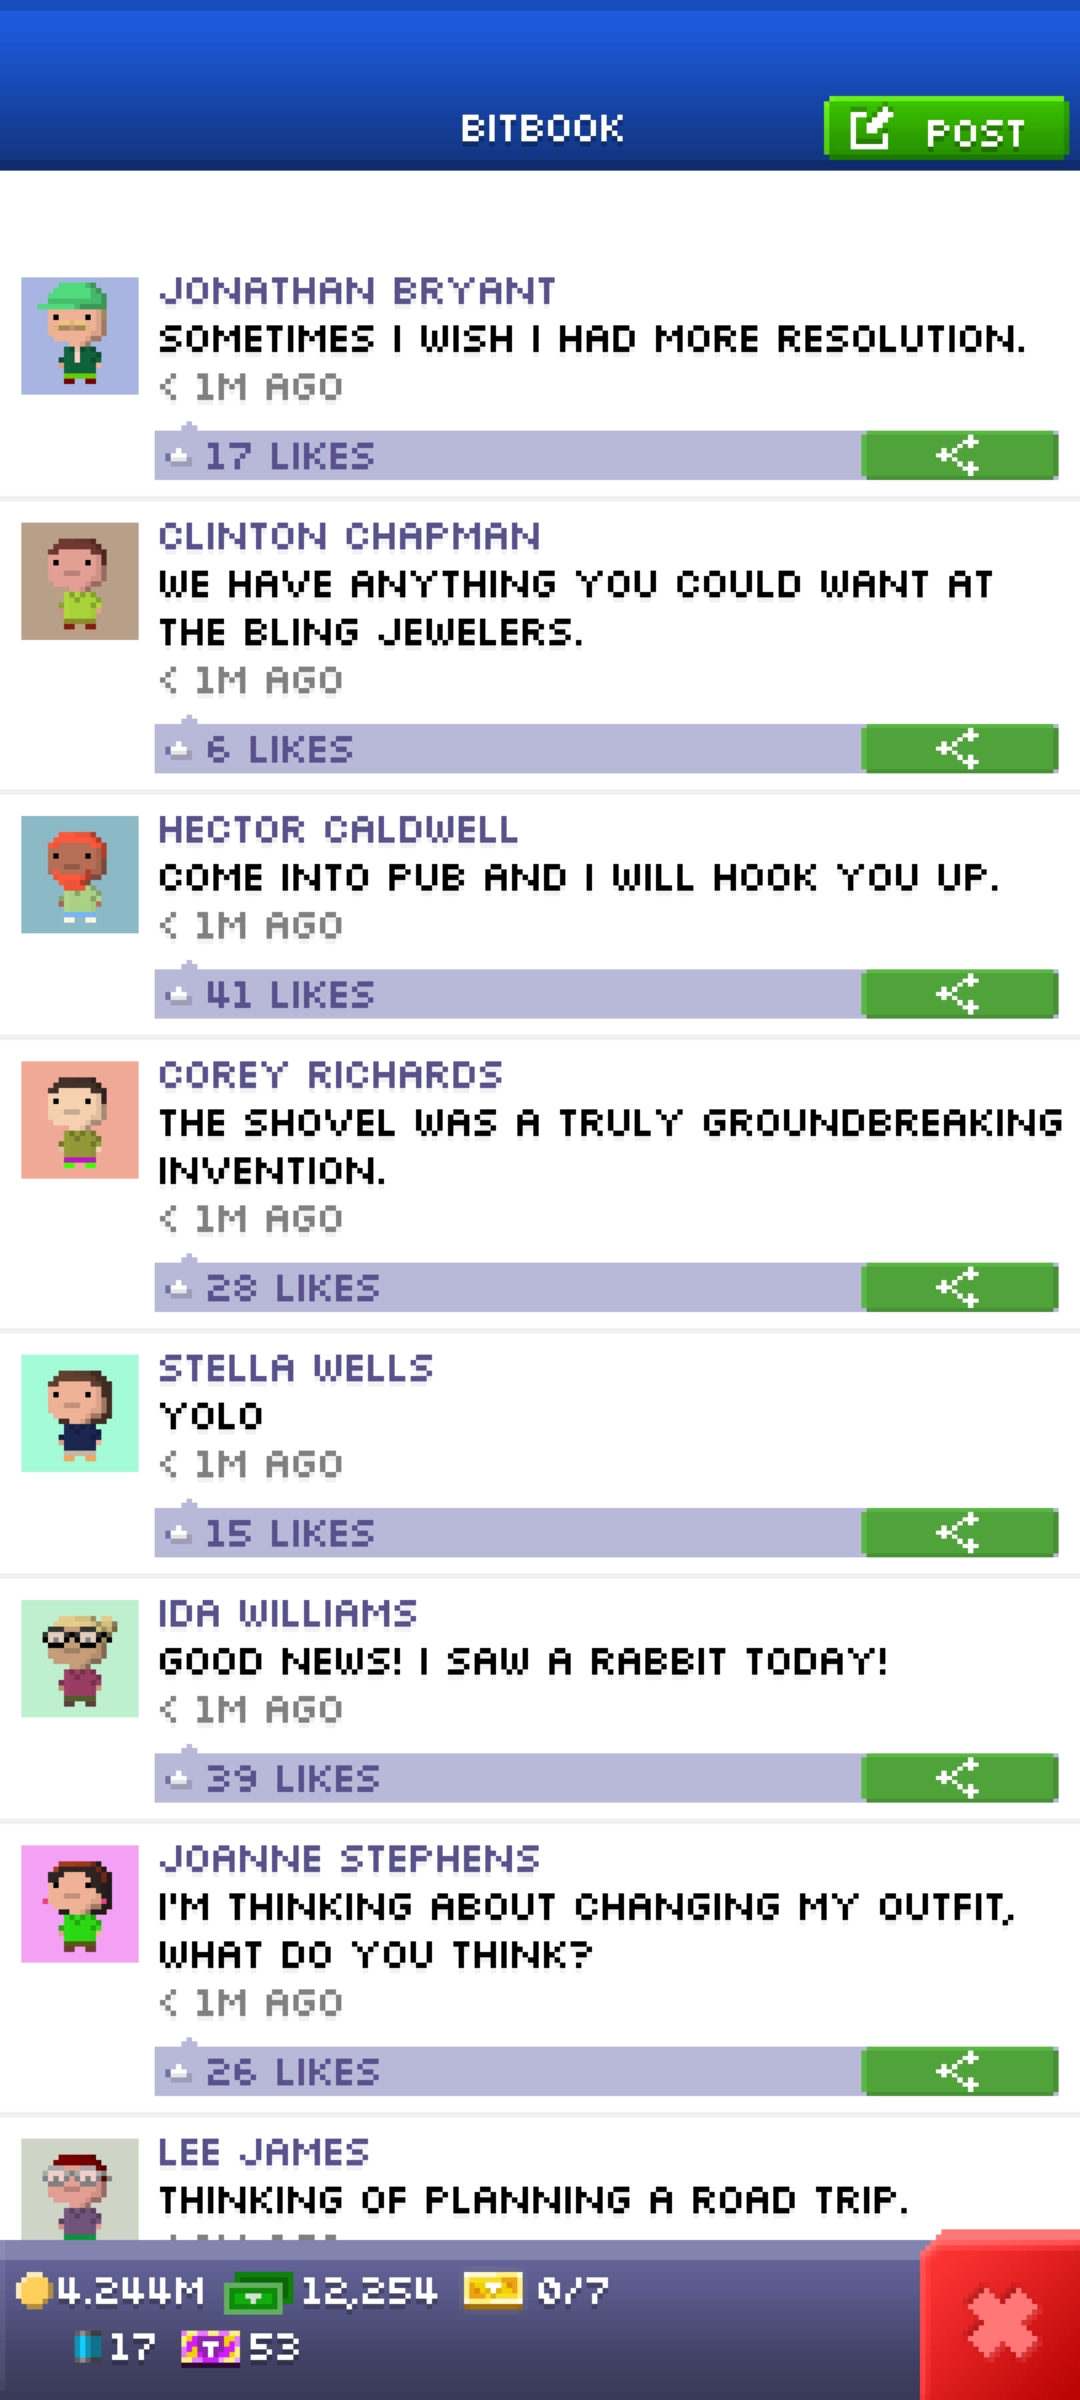 BITBOOK
POST
JONATHAN BRYANT
SOMETIMES I WISH I HAD MORE RESOLUTION.
< 1M AGO
17 LIKES
CLINTON CHAPMAN
WE HAVE ANYTHING YOU COULD WANT AT
THE BLING JEWELERS.
< 1M AGO
6 LIKES
HECTOR CALDWELL
COME INTO PUB AND I WILL HOOK YOU UP.
< 1M AGO
41 LIKES
COREY RICHARDS
THE SHOVEL WAS A TRULY GROUNDBREAKING
INVENTION.
< 1M AGO
28 LIKES
STELLA WELLS
YOLO
< 1M AGO
15 LIKES
IDA WILLIAMS
GOOD NEWS! I SAW A RABBIT TODAY!
< 1M AGO
39 LIKES
JOANNE STEPHENS
I'M THINKING ABOUT CHANGING MY OUTFIT,
WHAT DO YOU THINK?
< 1M AGO
26 LIKES
LEE JAMES
THINKING OF PLANNING A ROAD TRIP.
4.244M 12,254 0/7
17 53